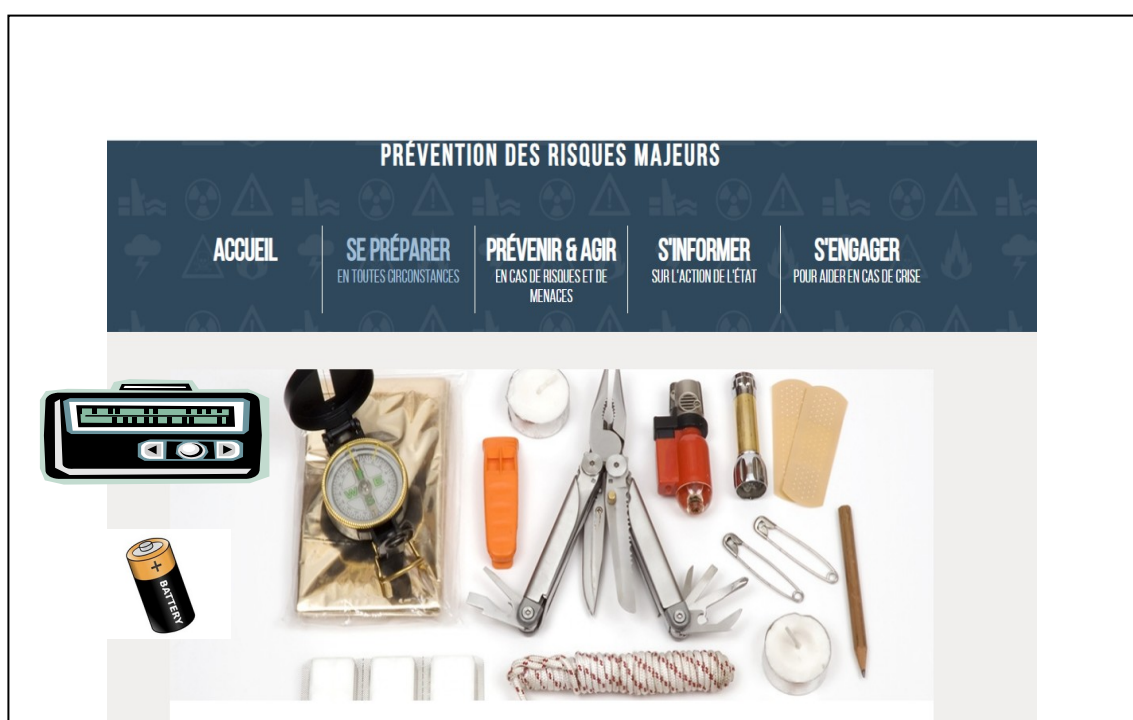 PRÉVENTION DES RISQUES MAJEURS
ACCUEIL
SE PRÉPARER
EN TOUTES CIRCONSTANCES
PRÉVENIR & AGIR
EN CAS DE RISQUES ET DE
MENACES
S'INFORMER
SUR L'ACTION DE L'ÉTAT
S'ENGAGER
POUR AIDER EN CAS DE CRISE
+
BATTERY